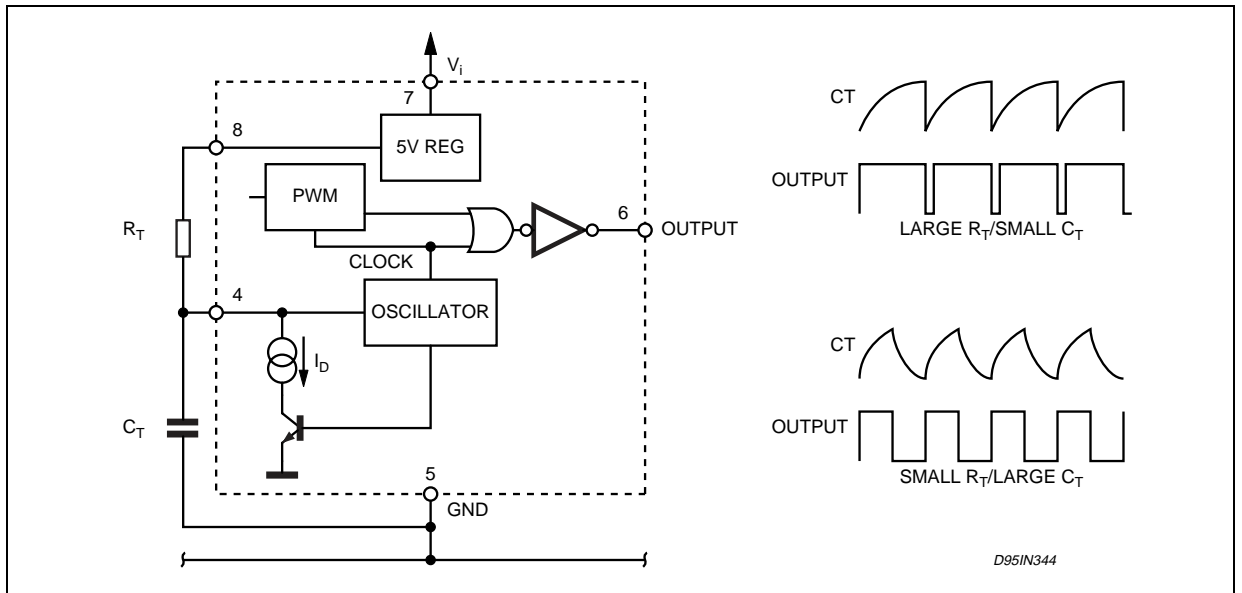 Vi
7
8
5V REG
PWM
6
OUTPUT
RT
CLOCK
4
OSCILLATOR
ID
CT
5
GND
CT
OUTPUT
LARGE RT/SMALL CT
CT
OUTPUT
SMALL RT/LARGE CT
D95IN344